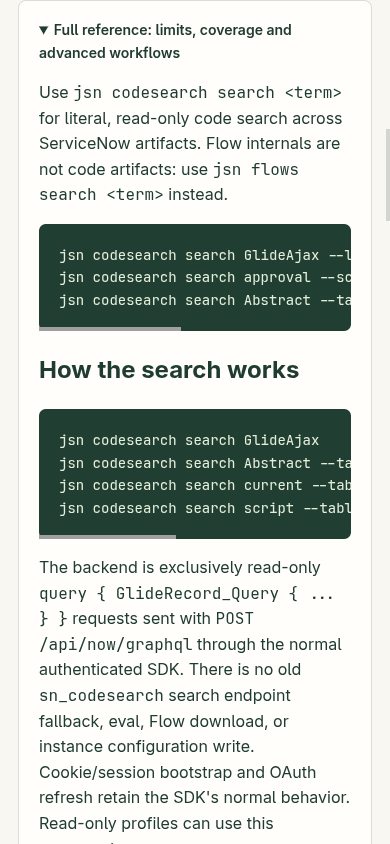 ▼ Full reference: limits, coverage and
advanced workflows
Use jsn codesearch search <term>
for literal, read-only code search across
ServiceNow artifacts. Flow internals are
not code artifacts: use jsn flows
search <term> instead.
jsn codesearch search GlideAjax --l
jsn codesearch search approval --sc
jsn codesearch search Abstract --ta
How the search works
jsn codesearch search GlideAjax
jsn codesearch search Abstract --ta
jsn codesearch search current --tab
jsn codesearch search script --tabl
The backend is exclusively read-only
query { GlideRecord_Query { ...
} } requests sent with POST
/api/now/graphql through the normal
authenticated SDK. There is no old
sn_codesearch search endpoint
fallback, eval, Flow download, or
instance configuration write.
Cookie/session bootstrap and OAuth
refresh retain the SDK's normal behavior.
Read-only profiles can use this